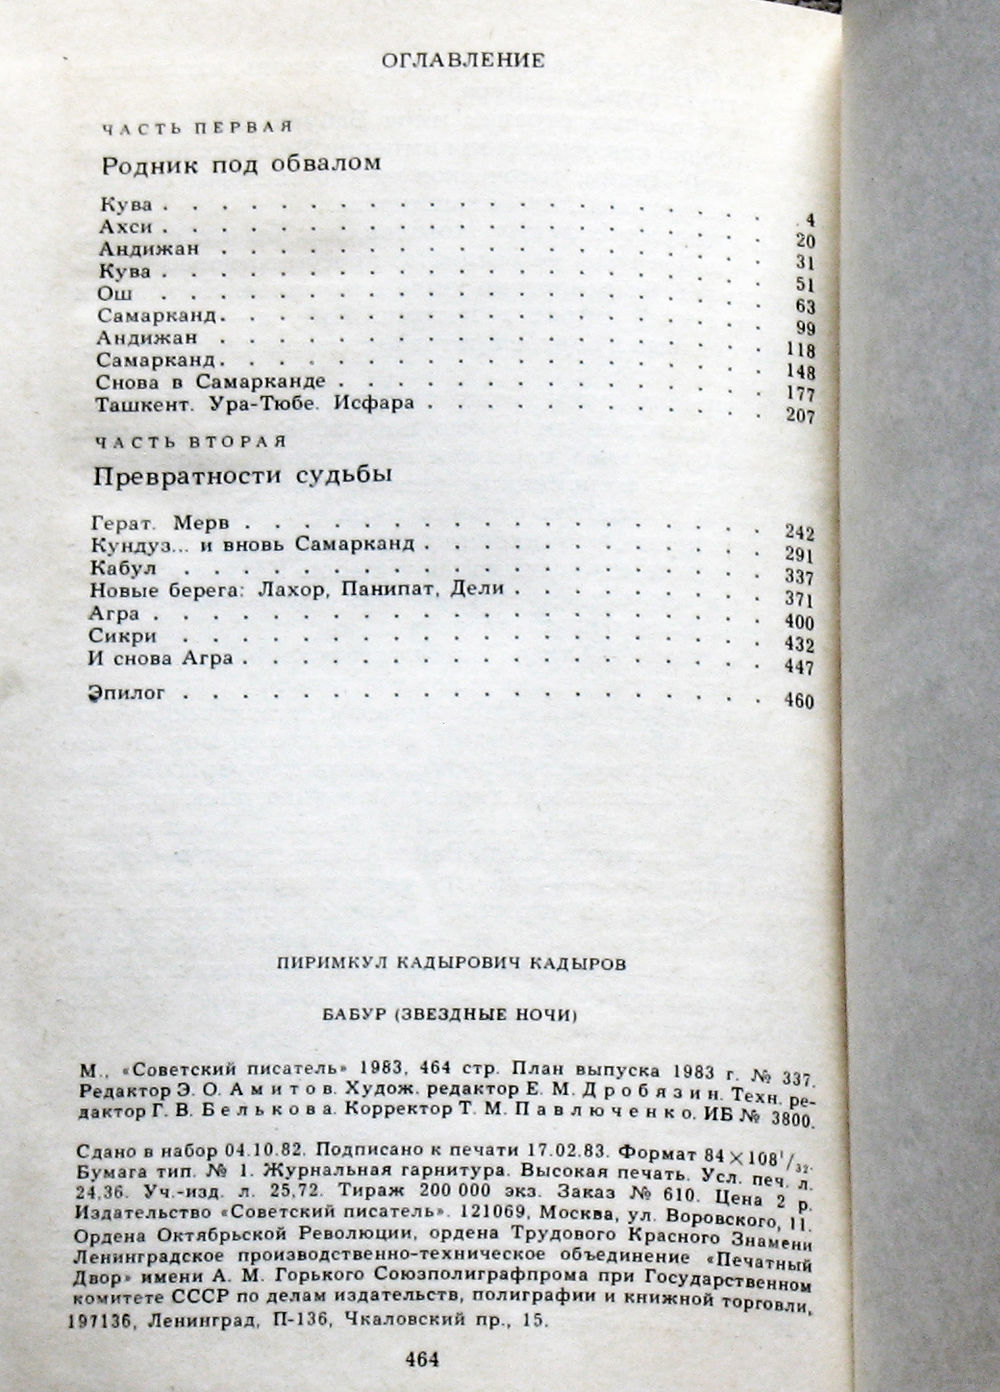 ОГЛАВЛЕНИЕ
ЧАСТЬ ПЕРВАЯ
Родник под обвалом
Кува . . . . . . . . . . . . . . . . . . . . . 4
Ахси . . . . . . . . . . . . . . . . . . . . . 20
Андижан . . . . . . . . . . . . . . . . . . . 31
Кува . . . . . . . . . . . . . . . . . . . . . 51
Ош . . . . . . . . . . . . . . . . . . . . . 63
Самарканд . . . . . . . . . . . . . . . . . . . 99
Андижан . . . . . . . . . . . . . . . . . . . 118
Самарканд . . . . . . . . . . . . . . . . . . . 148
Снова в Самарканде . . . . . . . . . . . . . . . 177
Ташкент. Ура-Тюбе. Исфара . . . . . . . . . . . . 207
ЧАСТЬ ВТОРАЯ
Превратности судьбы
Герат. Мерв . . . . . . . . . . . . . . . . . . 242
Кундуз... и вновь Самарканд . . . . . . . . . . . . 291
Кабул . . . . . . . . . . . . . . . . . . . . 337
Новые берега: Лахор, Панипат, Дели . . . . . . . . . 371
Агра . . . . . . . . . . . . . . . . . . . . . 400
Сикри . . . . . . . . . . . . . . . . . . . . 432
И снова Агра . . . . . . . . . . . . . . . . . . 447
Эпилог . . . . . . . . . . . . . . . . . . . . 460
ПИРИМКУЛ КАДЫРОВИЧ КАДЫРОВ
БАБУР (ЗВЕЗДНЫЕ НОЧИ)
М., «Советский писатель» 1983, 464 стр. План выпуска 1983 г. № 337.
Редактор Э. О. Амитов. Худож. редактор Е. М. Дробязин. Техн. ре-
дактор Г. В. Белькова. Корректор Т. М. Павлюченко. ИБ № 3800.
Сдано в набор 04.10.82. Подписано к печати 17.02.83. Формат 84×108¹/₃₂.
Бумага тип. № 1. Журнальная гарнитура. Высокая печать. Усл. печ. л.
24,36. Уч.-изд. л. 25,72. Тираж 200 000 экз. Заказ № 610. Цена 2 р.
Издательство «Советский писатель». 121069, Москва, ул. Воровского, 11.
Ордена Октябрьской Революции, ордена Трудового Красного Знамени
Ленинградское производственно-техническое объединение «Печатный
Двор» имени А. М. Горького Союзполиграфпрома при Государственном
комитете СССР по делам издательств, полиграфии и книжной торговли,
197136, Ленинград, П-136, Чкаловский пр., 15.
464